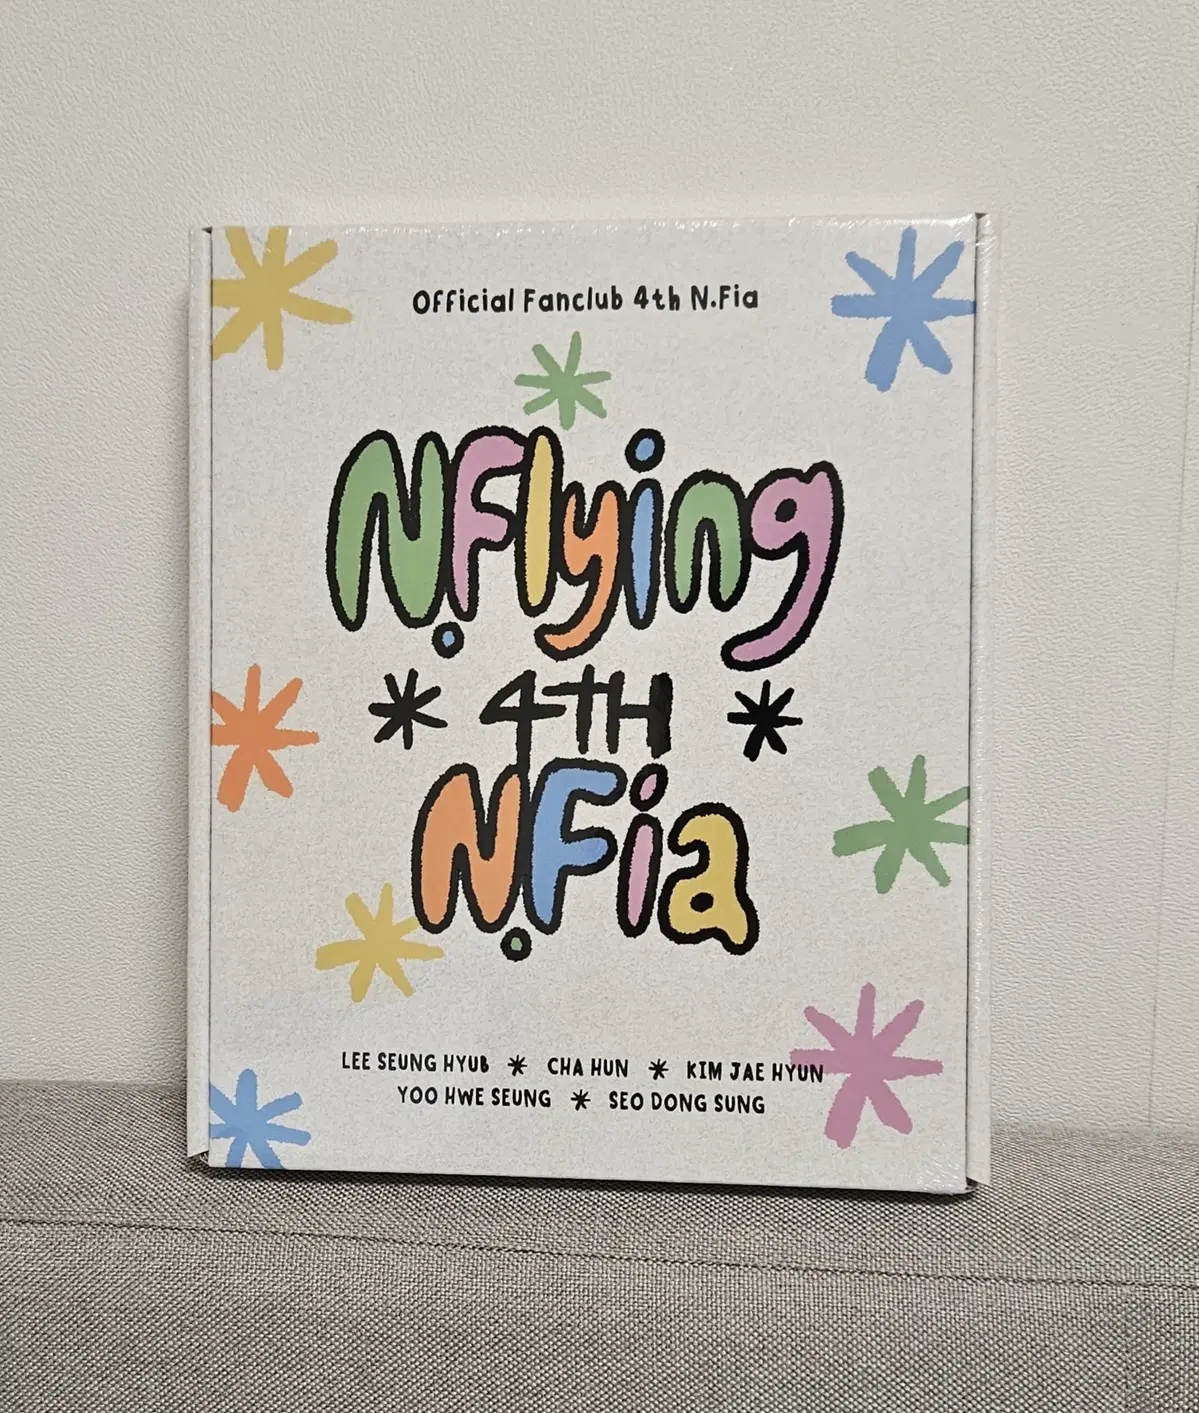 Official Fanclub 4th N.Fia
N.Flying
* 4TH *
N.Fia
LEE SEUNG HYUB * CHA HUN * KIM JAE HYUN
YOO HWE SEUNG * SEO DONG SUNG